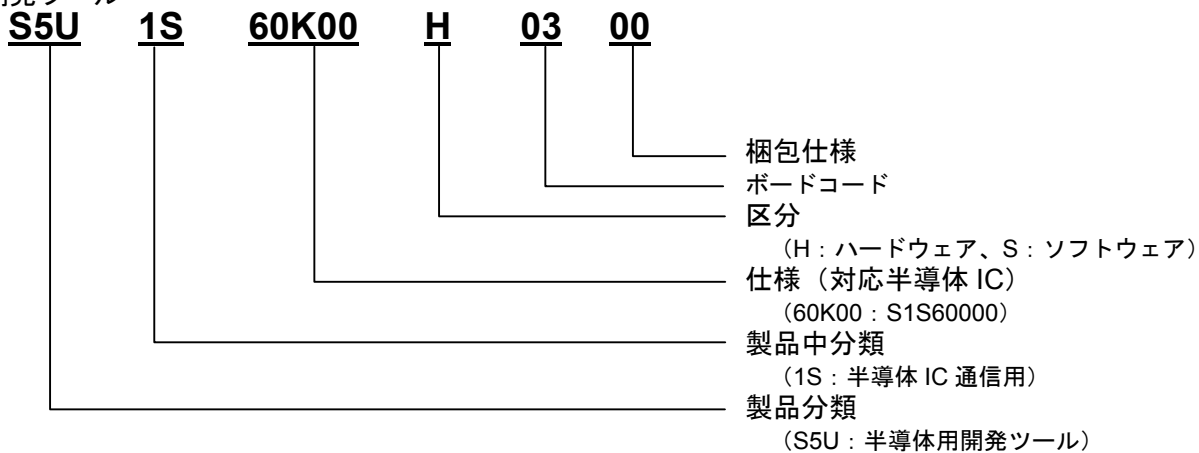 S5U 1S 60K00 H 03 00
梱包仕様
ボードコード
区分
（H：ハードウェア、S：ソフトウェア）
仕様（対応半導体 IC）
（60K00：S1S60000）
製品中分類
（1S：半導体 IC 通信用）
製品分類
（S5U：半導体用開発ツール）